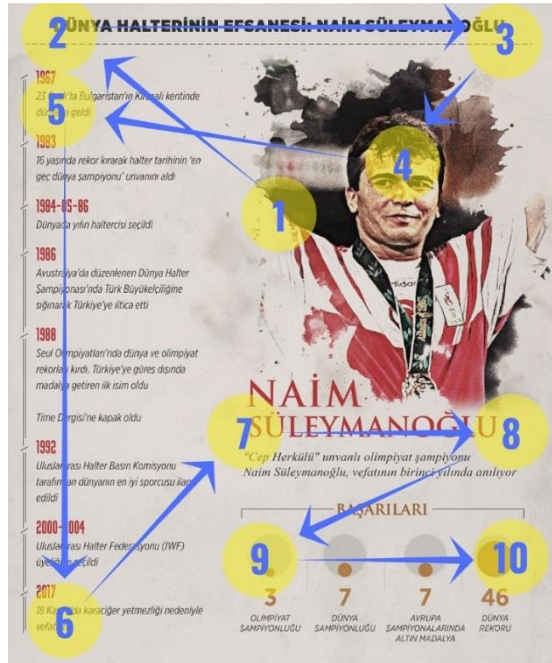 DÜNYA HALTERİNİN EFSANESİ: NAİM SÜLEYMANOĞLU
2
3
1967
23 Ocak'ta Bulgaristan'ın Kırcaali kentinde
dünyaya geldi
5
1983
16 yaşında rekor kırarak halter tarihinin 'en
geç dünya şampiyonu' unvanını aldı
4
1984-85-86
Dünyada yılın haltercisi seçildi
1
1986
Avustralya'da düzenlenen Dünya Halter
Şampiyonası'nda Türk Büyükelçiliğine
sığınarak Türkiye'ye iltica etti
1988
Seul Olimpiyatları'nda dünya ve olimpiyat
rekorları kırdı. Türkiye'ye güreş dışında
madalya getiren ilk isim oldu
Time Dergisi'ne kapak oldu
NAİM
SÜLEYMANOĞLU
7
8
"Cep Herkülü" unvanlı olimpiyat şampiyonu
Naim Süleymanoğlu, vefatının birinci yılında anılıyor
1992
Uluslararası Halter Basın Komisyonu
tarafından dünyanın en iyi sporcusu ilan
edildi
2000-2004
Uluslararası Halter Federasyonu (IWF)
üyeliğine seçildi
2017
18 Kasım'da karaciğer yetmezliği nedeniyle
vefat
6
BAŞARILARI
9
10
3
OLİMPİYAT
ŞAMPİYONLUĞU
7
DÜNYA
ŞAMPİYONLUĞU
7
AVRUPA
ŞAMPİYONALARINDA
ALTIN MADALYA
46
DÜNYA
REKORU